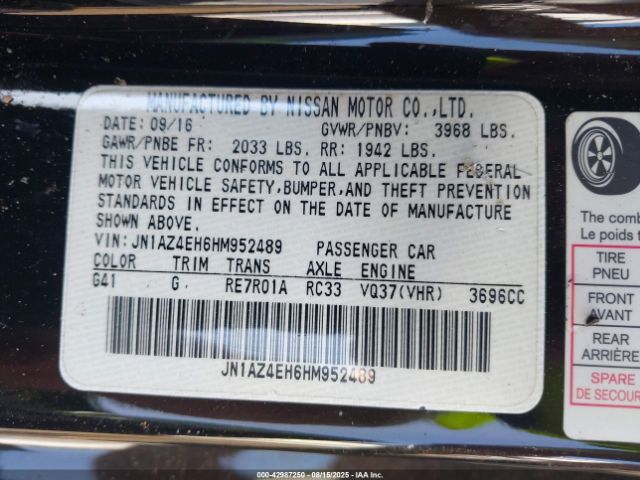 MANUFACTURED BY NISSAN MOTOR CO.,LTD.
DATE: 09/16 GVWR/PNBV: 3968 LBS.
GAWR/PNBE FR: 2033 LBS. RR: 1942 LBS.
THIS VEHICLE CONFORMS TO ALL APPLICABLE FEDERAL
MOTOR VEHICLE SAFETY,BUMPER,AND THEFT PREVENTION
STANDARDS IN EFFECT ON THE DATE OF MANUFACTURE
SHOWN ABOVE.
VIN:JN1AZ4EH6HM952489 PASSENGER CAR
COLOR TRIM TRANS AXLE ENGINE
G41 G RE7R01A RC33 VQ37(VHR) 3696CC
JN1AZ4EH6HM952489
The comb
Le poids t
TIRE
PNEU
FRONT
AVANT
REAR
ARRIÈRE
SPARE
DE SECOUR
000-42987250 - 08/15/2025 - IAA Inc.